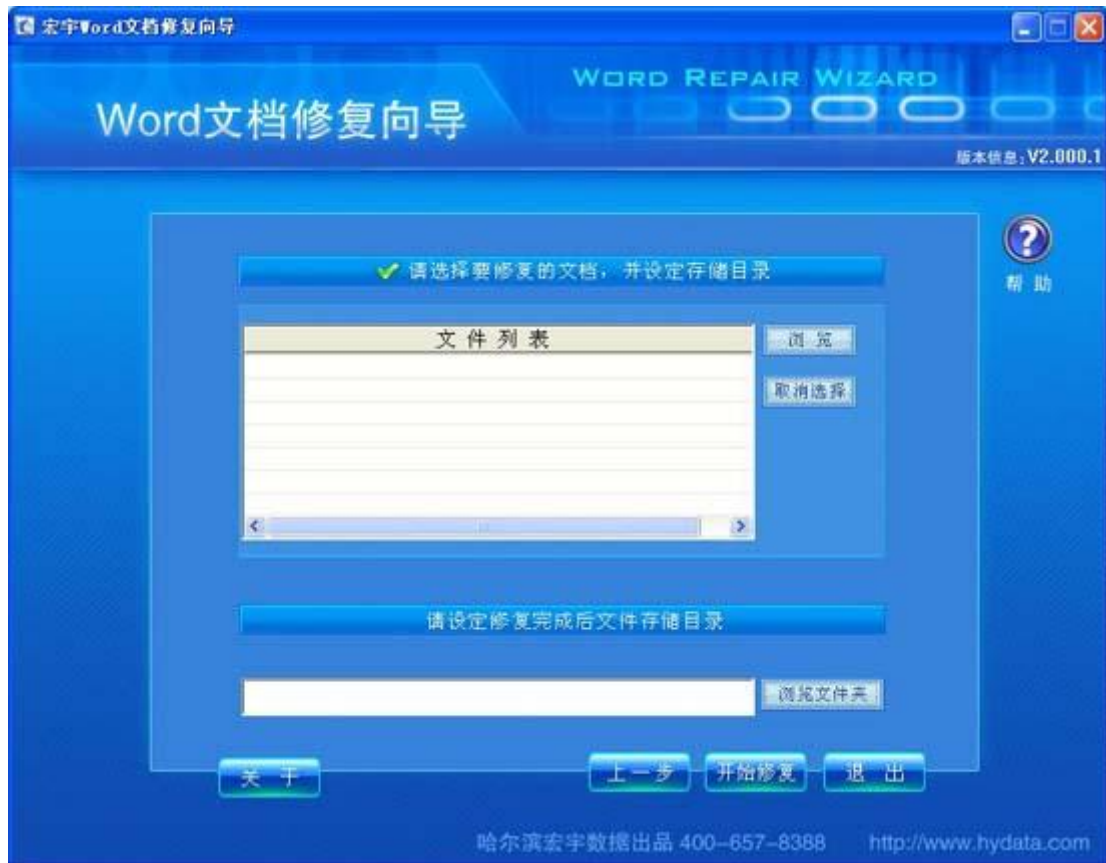 宏宇Word文档修复向导
WORD REPAIR WIZARD
Word文档修复向导
版本信息:V2.000.1
请选择要修复的文档，并设定存储目录
帮 助
文 件 列 表
浏 览
取消选择
请设定修复完成后文件存储目录
浏览文件夹
关 于
上一步
开始修复
退 出
哈尔滨宏宇数据出品 400-657-8388 http://www.hydata.com